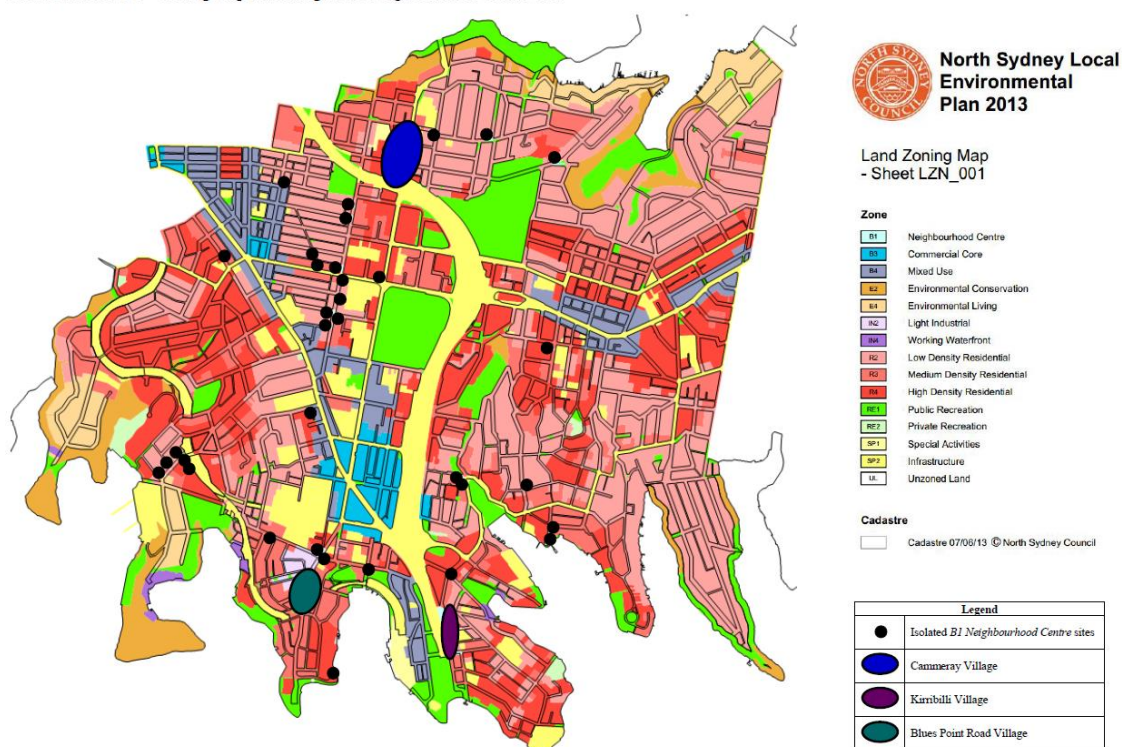 NORTH SYDNEY COUNCIL
North Sydney Local
Environmental
Plan 2013
Land Zoning Map
- Sheet LZN_001
Zone
B1 Neighbourhood Centre
B3 Commercial Core
B4 Mixed Use
E2 Environmental Conservation
E4 Environmental Living
IN2 Light Industrial
IN4 Working Waterfront
R2 Low Density Residential
R3 Medium Density Residential
R4 High Density Residential
RE1 Public Recreation
RE2 Private Recreation
SP1 Special Activities
SP2 Infrastructure
UL Unzoned Land
Cadastre
Cadastre 07/06/13 © North Sydney Council
Legend
Isolated B1 Neighbourhood Centre sites
Cammeray Village
Kirribilli Village
Blues Point Road Village